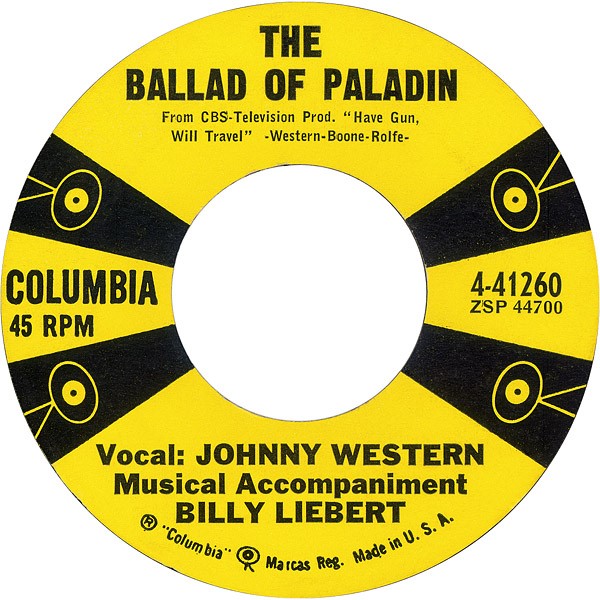 THE
BALLAD OF PALADIN
From CBS-Television Prod. "Have Gun,
Will Travel" -Western-Boone-Rolfe-
COLUMBIA
45 RPM
4-41260
ZSP 44700
Vocal: JOHNNY WESTERN
Musical Accompaniment
BILLY LIEBERT
® "Columbia" Marcas Reg. Made in U. S. A.